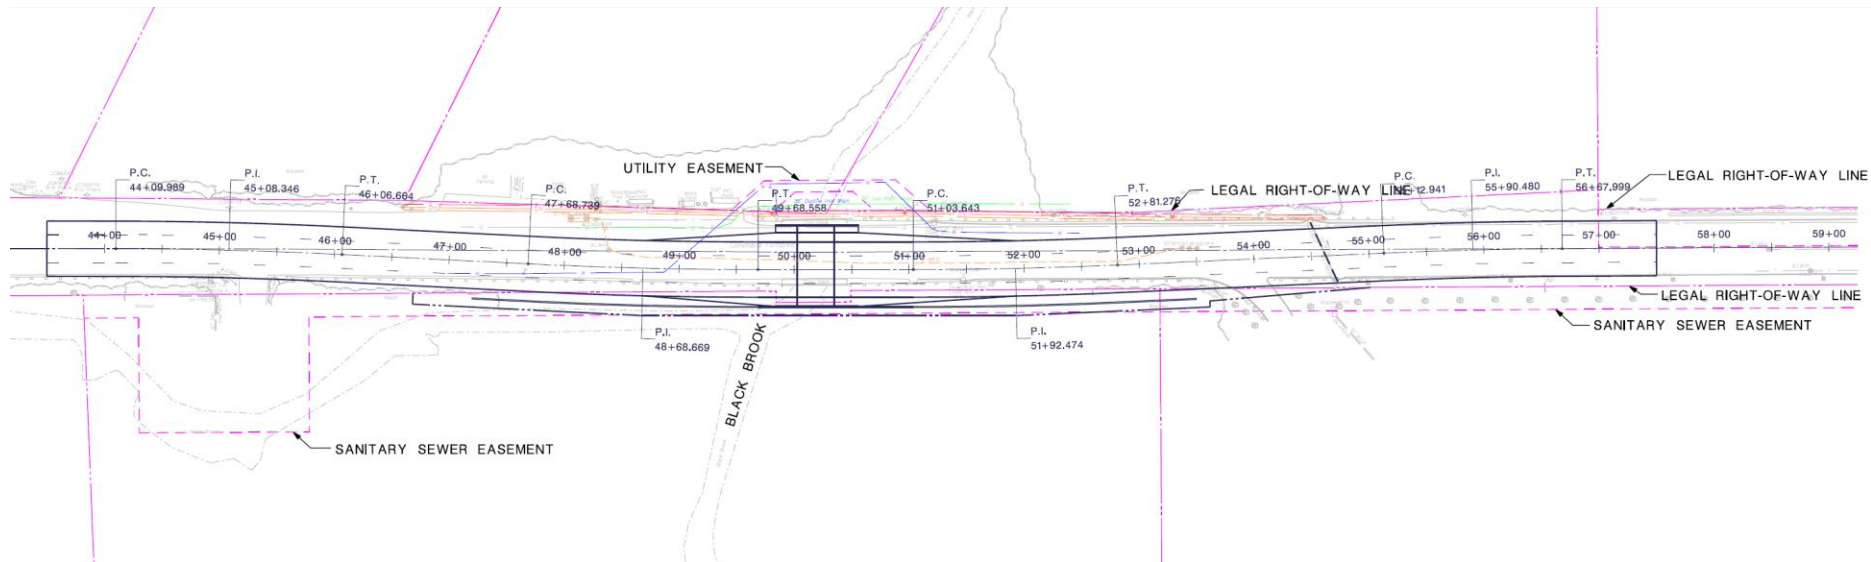 UTILITY EASEMENT
P.C.
44+09.989
P.I.
45+08.346
P.T.
46+06.664
P.C.
47+68.739
P.T.
49+68.558
P.C.
51+03.643
P.T.
52+81.276
LEGAL RIGHT-OF-WAY LINE
P.C.
12.941
P.I.
55+90.480
P.T.
56+67.999
LEGAL RIGHT-OF-WAY LINE
44+00
45+00
46+00
47+00
48+00
49+00
50+00
51+00
52+00
53+00
54+00
55+00
56+00
57+00
58+00
59+00
LEGAL RIGHT-OF-WAY LINE
SANITARY SEWER EASEMENT
P.I.
48+68.669
P.I.
51+92.474
BLACK BROOK
SANITARY SEWER EASEMENT